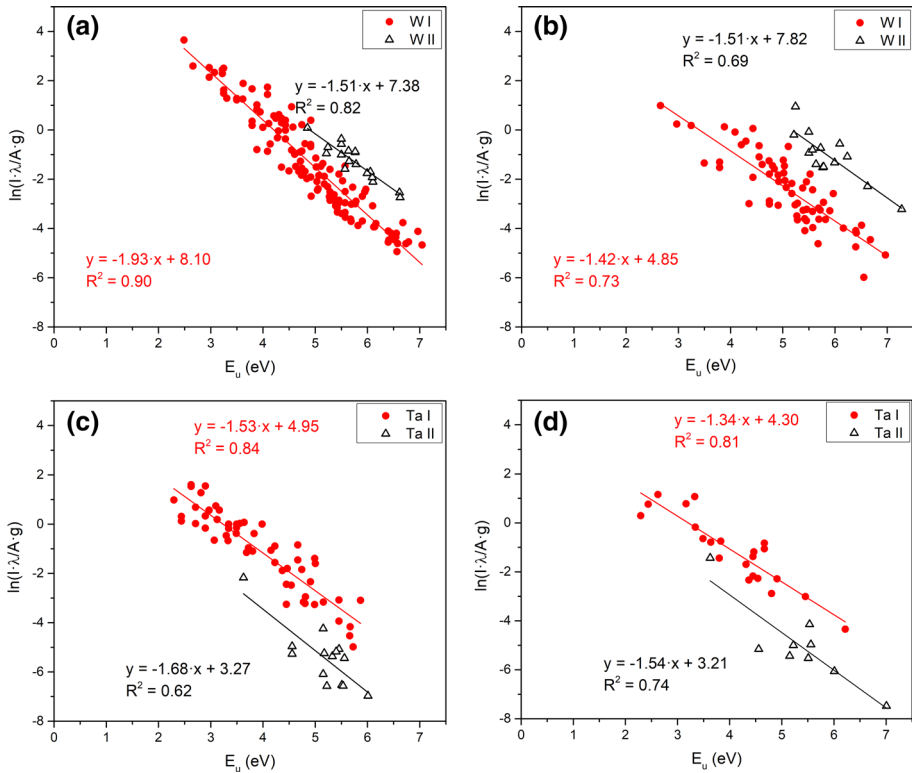 (a)
W I
W II
y = -1.51·x + 7.38
R² = 0.82
y = -1.93·x + 8.10
R² = 0.90
ln(I·λ/A·g)
4
2
0
-2
-4
-6
-8
0 1 2 3 4 5 6 7
E_u (eV)
(b)
W I
W II
y = -1.51·x + 7.82
R² = 0.69
y = -1.42·x + 4.85
R² = 0.73
ln(I·λ/A·g)
4
2
0
-2
-4
-6
-8
0 1 2 3 4 5 6 7
E_u (eV)
(c)
Ta I
Ta II
y = -1.53·x + 4.95
R² = 0.84
y = -1.68·x + 3.27
R² = 0.62
ln(I·λ/A·g)
4
2
0
-2
-4
-6
-8
0 1 2 3 4 5 6 7
E_u (eV)
(d)
Ta I
Ta II
y = -1.34·x + 4.30
R² = 0.81
y = -1.54·x + 3.21
R² = 0.74
ln(I·λ/A·g)
4
2
0
-2
-4
-6
-8
0 1 2 3 4 5 6 7
E_u (eV)